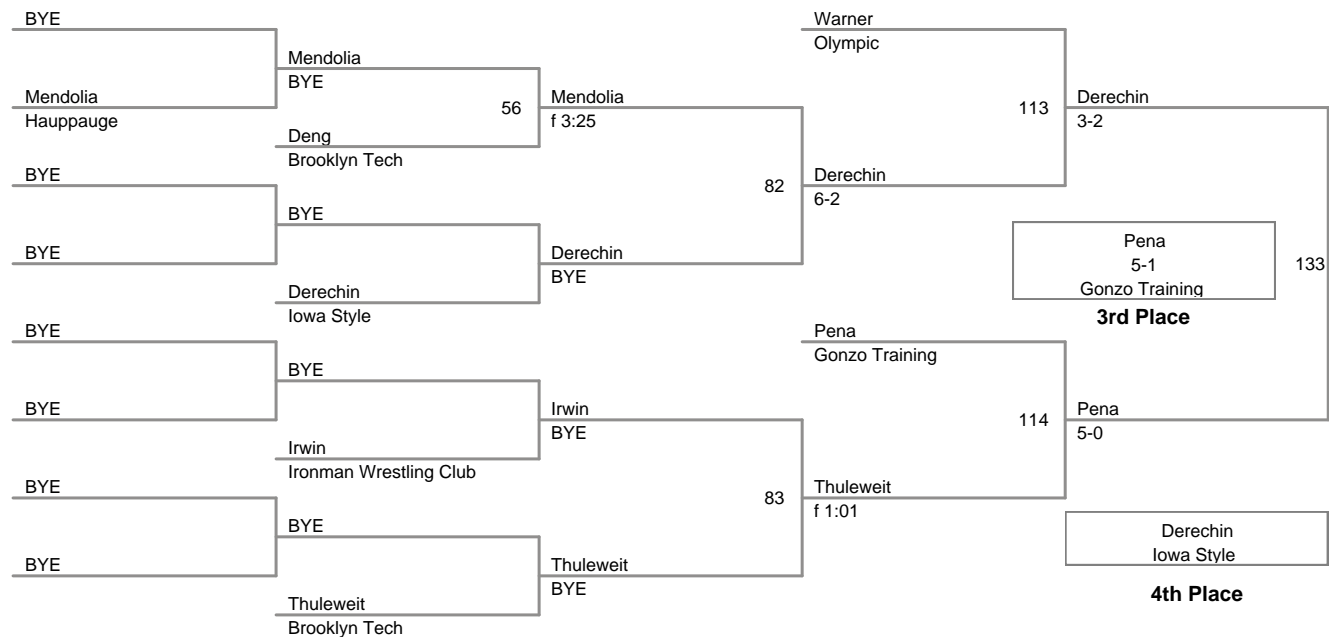 BYE
Warner
Olympic
Mendolia
BYE
Mendolia
Hauppauge
56
Mendolia
f 3:25
113
Derechin
3-2
Deng
Brooklyn Tech
BYE
82
Derechin
6-2
BYE
Pena
5-1
Gonzo Training
133
3rd Place
BYE
Derechin
BYE
Derechin
Iowa Style
BYE
Pena
Gonzo Training
BYE
BYE
Irwin
BYE
114
Pena
5-0
Irwin
Ironman Wrestling Club
BYE
83
Thuleweit
f 1:01
BYE
Derechin
Iowa Style
4th Place
BYE
Thuleweit
BYE
Thuleweit
Brooklyn Tech